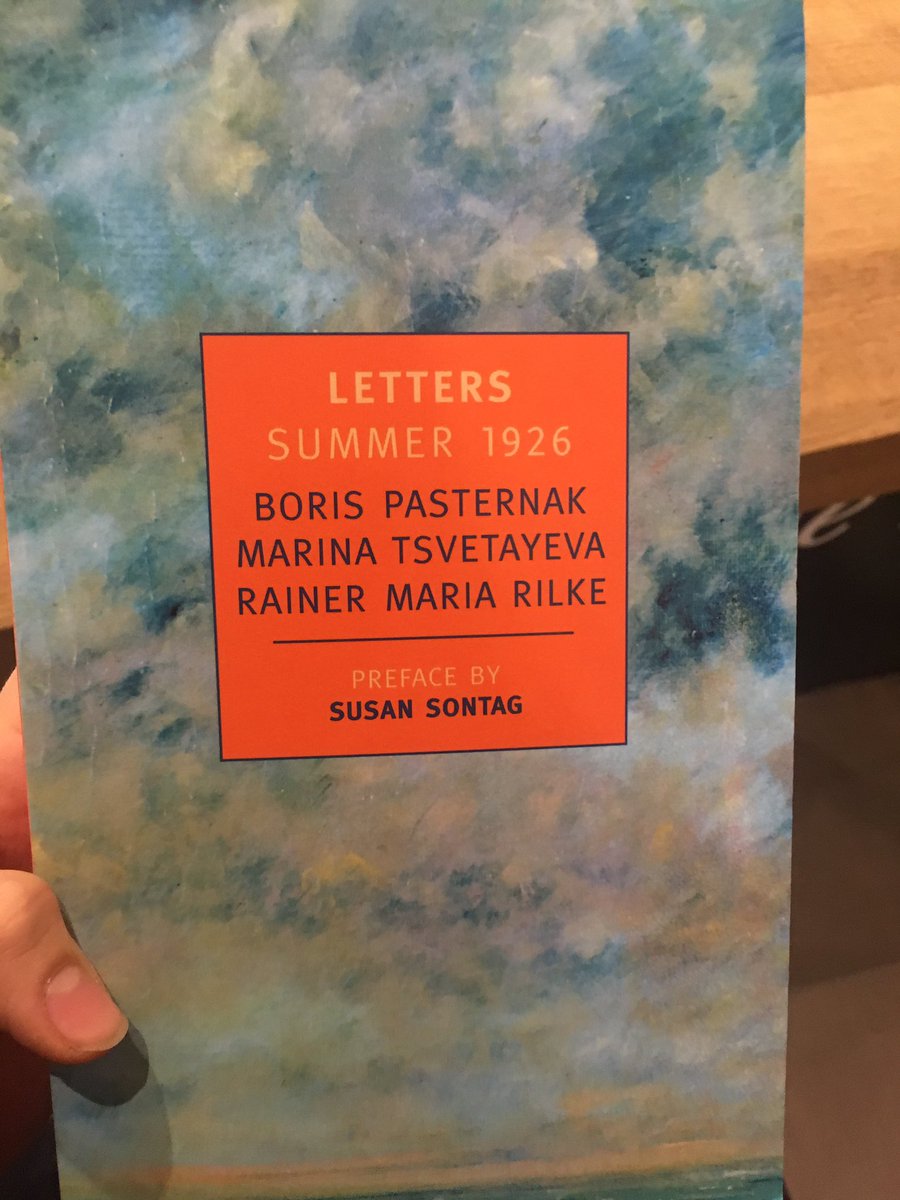 LETTERS
SUMMER 1926
BORIS PASTERNAK
MARINA TSVETAYEVA
RAINER MARIA RILKE
PREFACE BY
SUSAN SONTAG